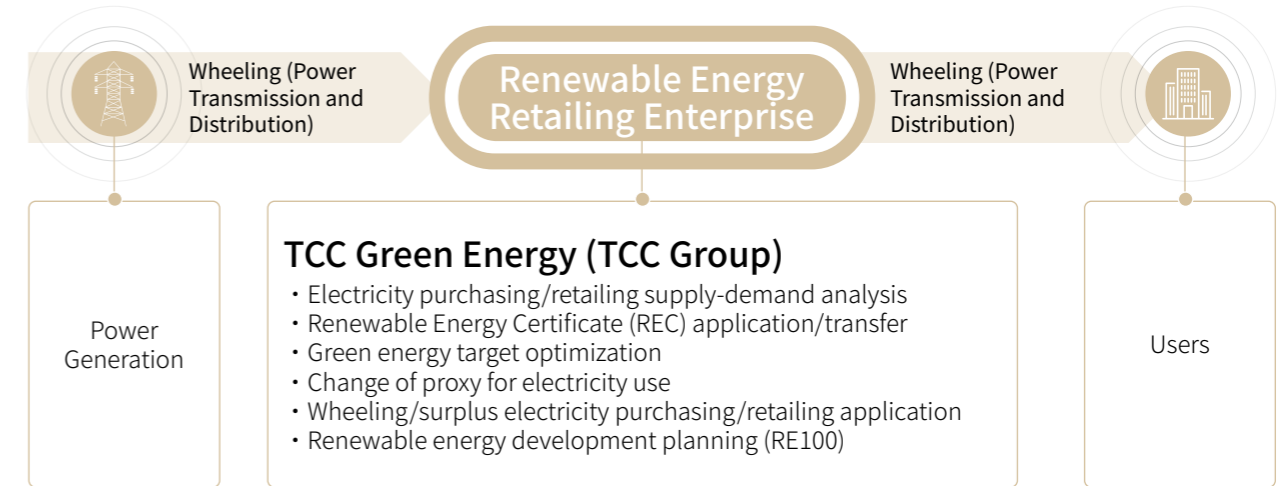 Wheeling (Power
Transmission and
Distribution)
Renewable Energy
Retailing Enterprise
Wheeling (Power
Transmission and
Distribution)
Power
Generation
TCC Green Energy (TCC Group)
・Electricity purchasing/retailing supply-demand analysis
・Renewable Energy Certificate (REC) application/transfer
・Green energy target optimization
・Change of proxy for electricity use
・Wheeling/surplus electricity purchasing/retailing application
・Renewable energy development planning (RE100)
Users